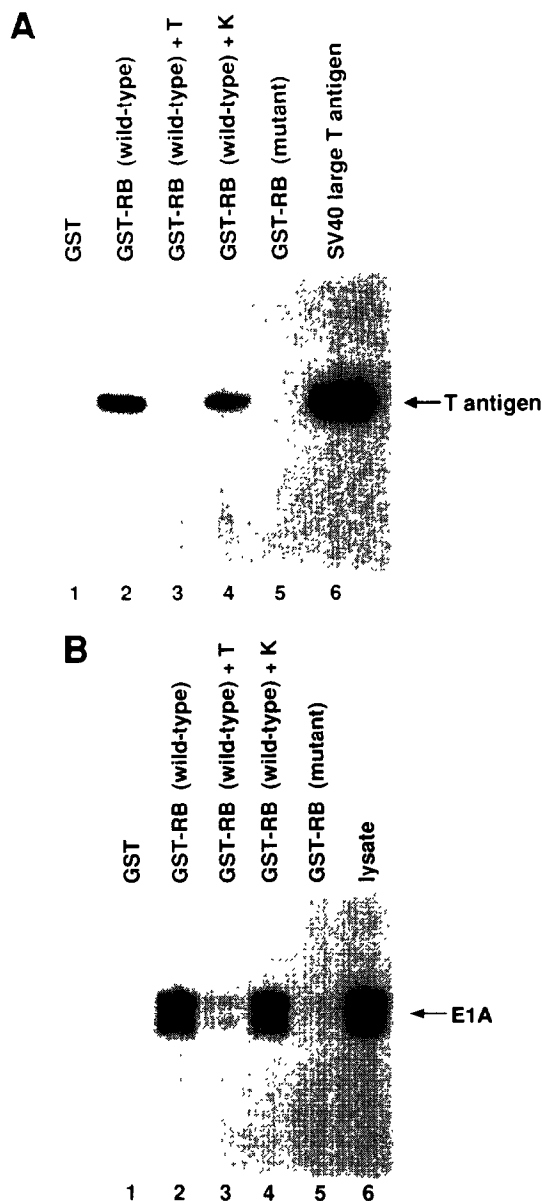 A
GST
GST-RB (wild-type)
GST-RB (wild-type) + T
GST-RB (wild-type) + K
GST-RB (mutant)
SV40 large T antigen
T antigen
1 2 3 4 5 6
B
GST
GST-RB (wild-type)
GST-RB (wild-type) + T
GST-RB (wild-type) + K
GST-RB (mutant)
lysate
E1A
1 2 3 4 5 6